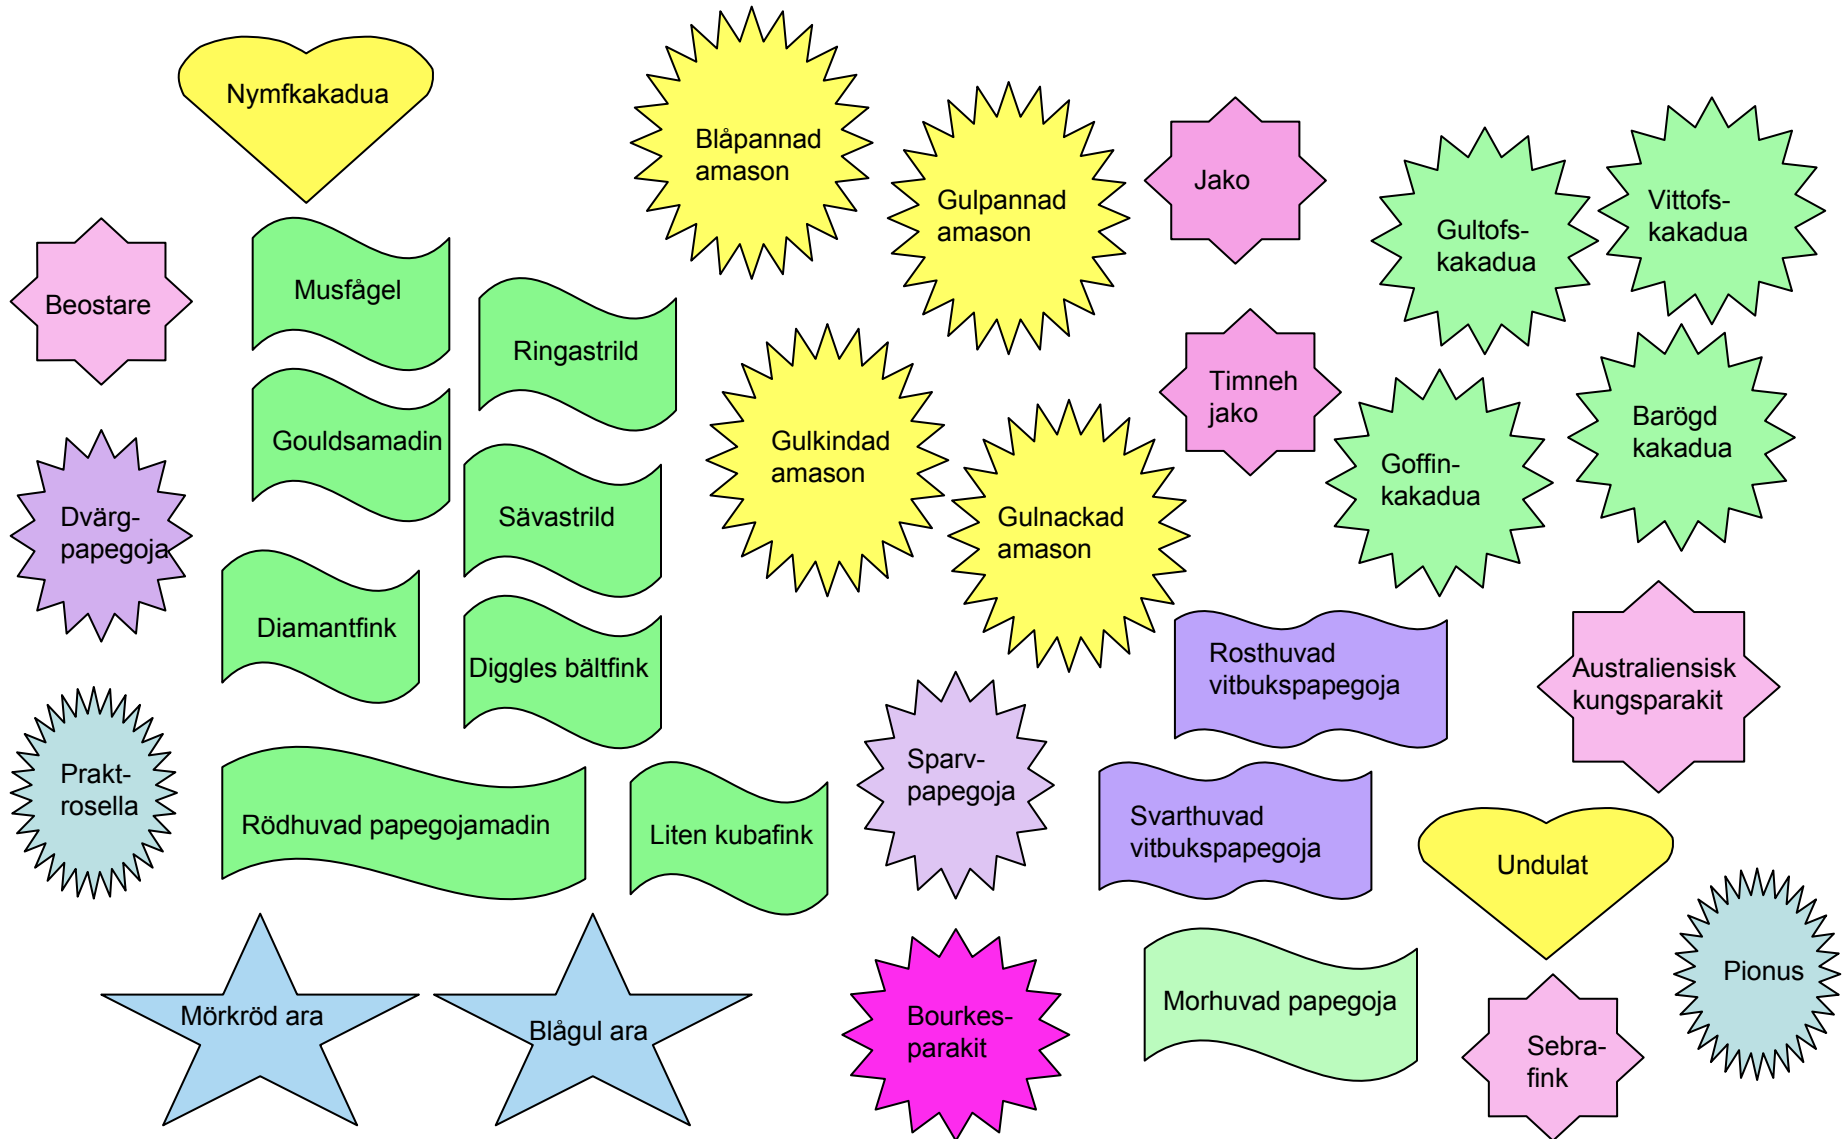 Nymfkakadua
Blåpannad
amason
Gulpannad
amason
Jako
Gultofs-
kakadua
Vittofs-
kakadua
Beostare
Musfågel
Ringastrild
Gouldsamadin
Gulkindad
amason
Timneh
jako
Goffin-
kakadua
Barögd
kakadua
Dvärg-
papegoja
Sävastrild
Gulnackad
amason
Diamantfink
Diggles bältfink
Rosthuvad
vitbukspapegoja
Australiensisk
kungsparakit
Prakt-
rosella
Rödhuvad papegojamadin
Liten kubafink
Sparv-
papegoja
Svarthuvad
vitbukspapegoja
Undulat
Mörkröd ara
Blågul ara
Bourkes-
parakit
Morhuvad papegoja
Sebra-
fink
Pionus